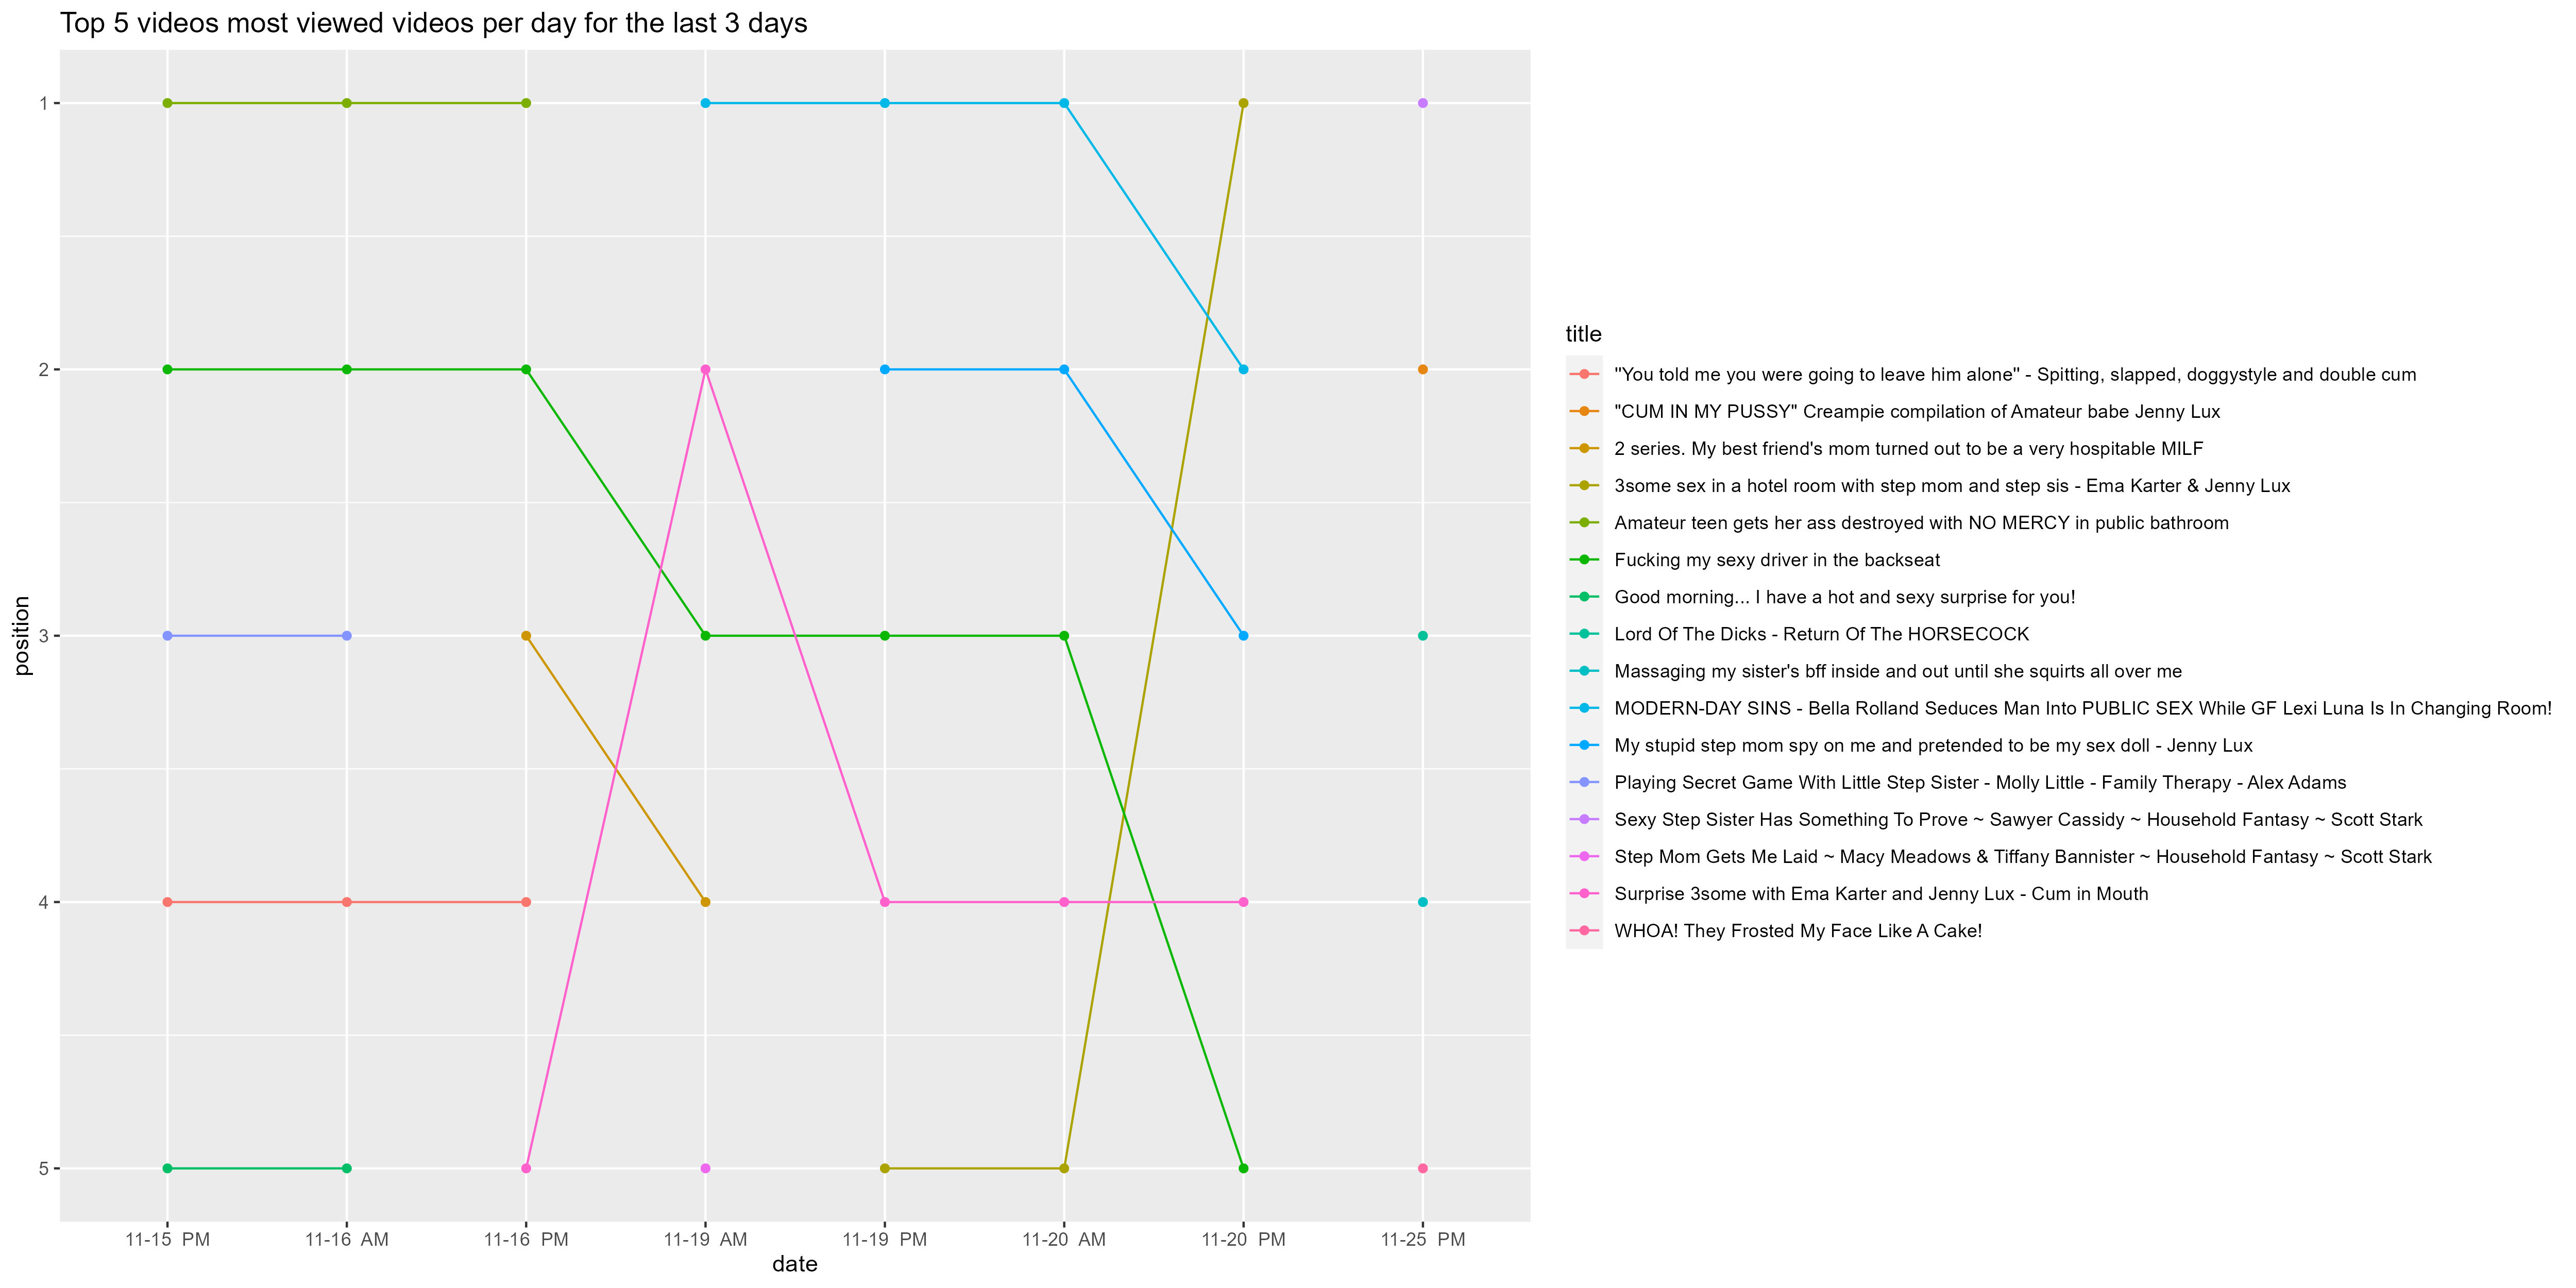 Top 5 videos most viewed videos per day for the last 3 days
1
2
3
4
5
position
11-15 PM
11-16 AM
11-16 PM
11-19 AM
11-19 PM
11-20 AM
11-20 PM
11-25 PM
date
title
"You told me you were going to leave him alone" - Spitting, slapped, doggystyle and double cum
"CUM IN MY PUSSY" Creampie compilation of Amateur babe Jenny Lux
2 series. My best friend's mom turned out to be a very hospitable MILF
3some sex in a hotel room with step mom and step sis - Ema Karter & Jenny Lux
Amateur teen gets her ass destroyed with NO MERCY in public bathroom
Fucking my sexy driver in the backseat
Good morning... I have a hot and sexy surprise for you!
Lord Of The Dicks - Return Of The HORSECOCK
Massaging my sister's bff inside and out until she squirts all over me
MODERN-DAY SINS - Bella Rolland Seduces Man Into PUBLIC SEX While GF Lexi Luna Is In Changing Room!
My stupid step mom spy on me and pretended to be my sex doll - Jenny Lux
Playing Secret Game With Little Step Sister - Molly Little - Family Therapy - Alex Adams
Sexy Step Sister Has Something To Prove ~ Sawyer Cassidy ~ Household Fantasy ~ Scott Stark
Step Mom Gets Me Laid ~ Macy Meadows & Tiffany Bannister ~ Household Fantasy ~ Scott Stark
Surprise 3some with Ema Karter and Jenny Lux - Cum in Mouth
WHOA! They Frosted My Face Like A Cake!